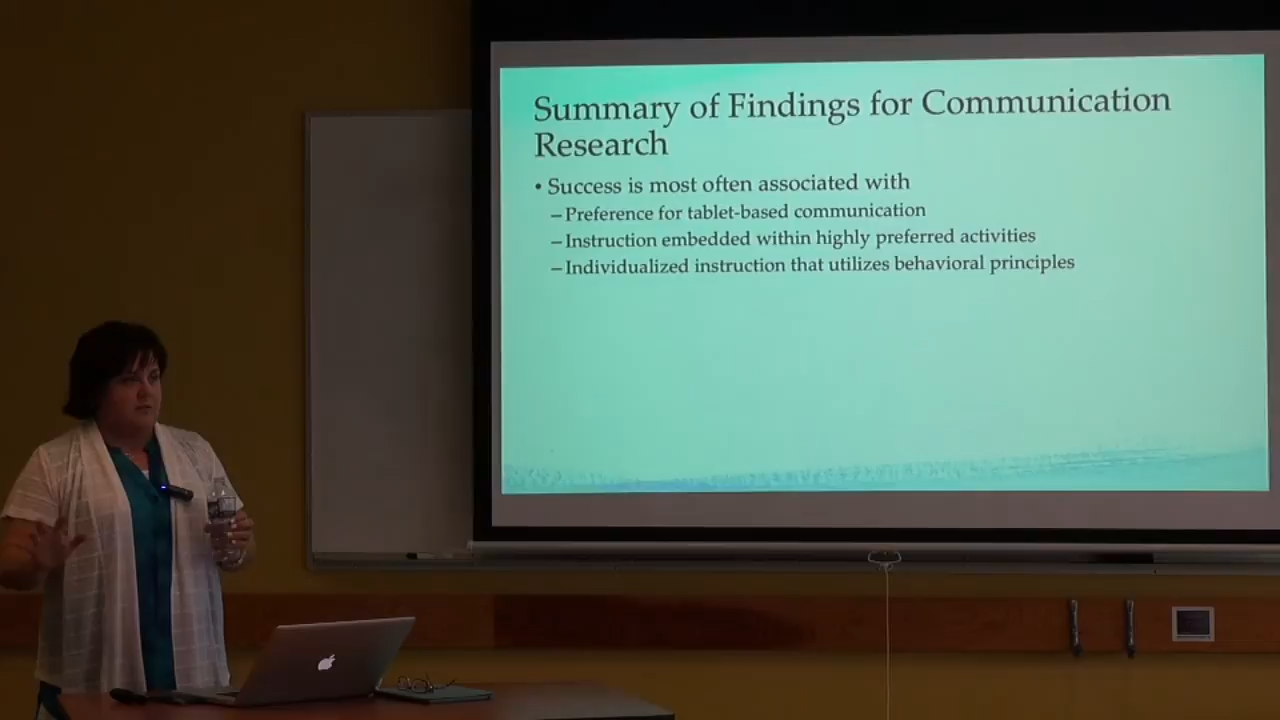 Summary of Findings for Communication
Research
• Success is most often associated with
– Preference for tablet-based communication
– Instruction embedded within highly preferred activities
– Individualized instruction that utilizes behavioral principles